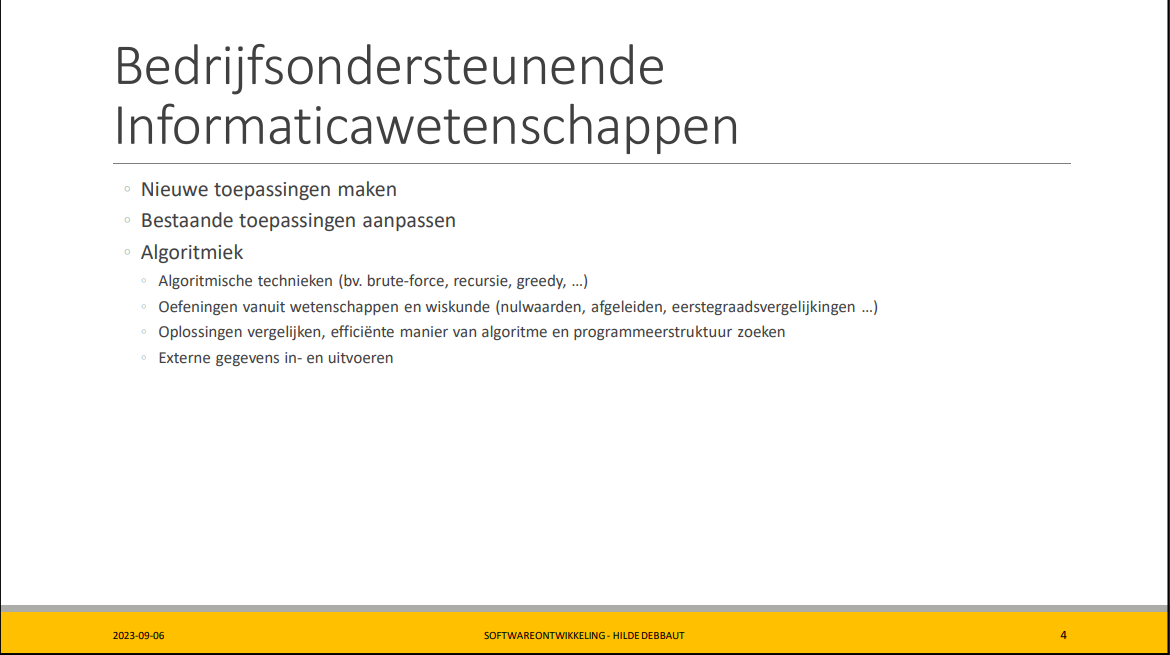 Bedrijfsondersteunende
Informaticawetenschappen
◦ Nieuwe toepassingen maken
◦ Bestaande toepassingen aanpassen
◦ Algoritmiek
◦ Algoritmische technieken (bv. brute-force, recursie, greedy, …)
◦ Oefeningen vanuit wetenschappen en wiskunde (nulwaarden, afgeleiden, eerstegraadsvergelijkingen …)
◦ Oplossingen vergelijken, efficiënte manier van algoritme en programmeerstruktuur zoeken
◦ Externe gegevens in- en uitvoeren
2023-09-06 SOFTWAREONTWIKKELING - HILDE DEBBAUT 4